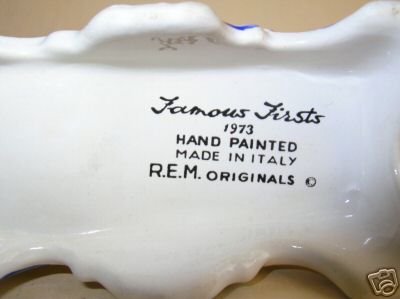 Famous Firsts
1973
HAND PAINTED
MADE IN ITALY
R.E.M. ORIGINALS ©